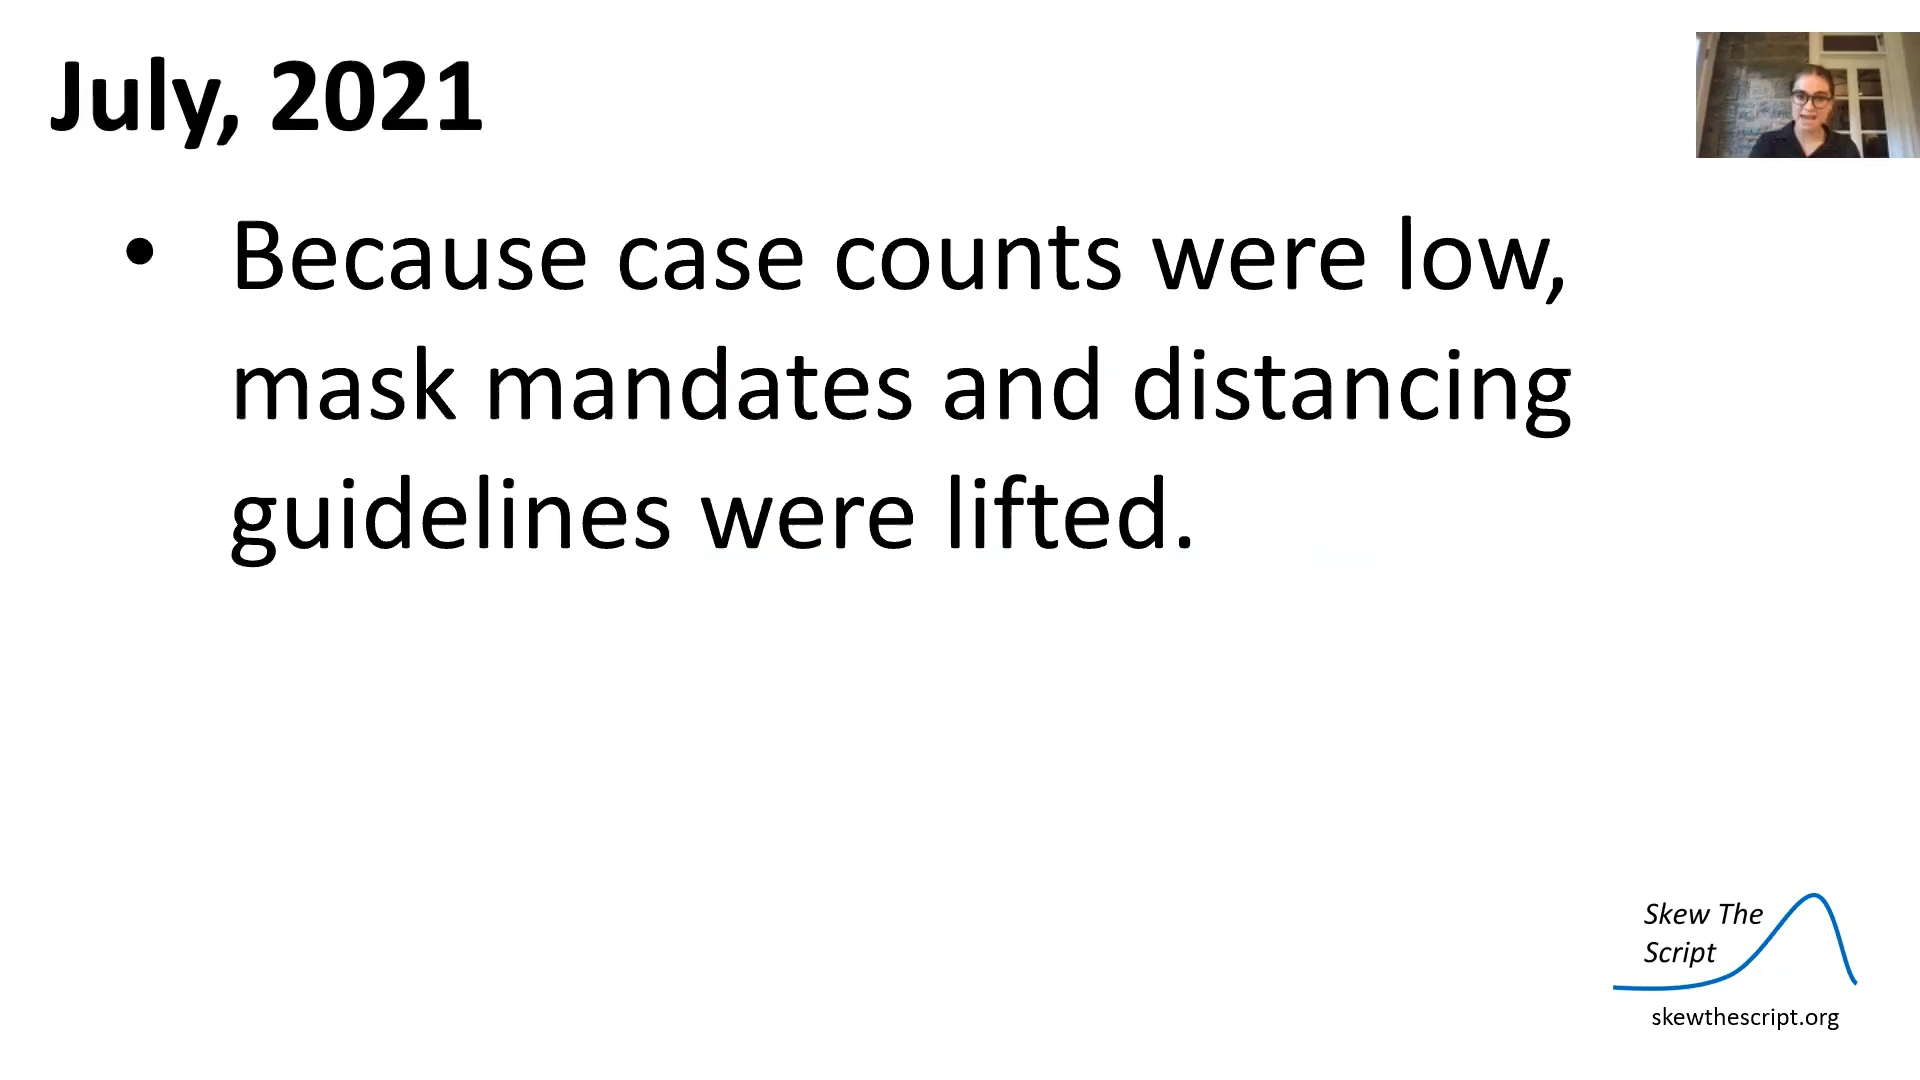 July, 2021
• Because case counts were low,
mask mandates and distancing
guidelines were lifted.
Skew The
Script
skewthescript.org